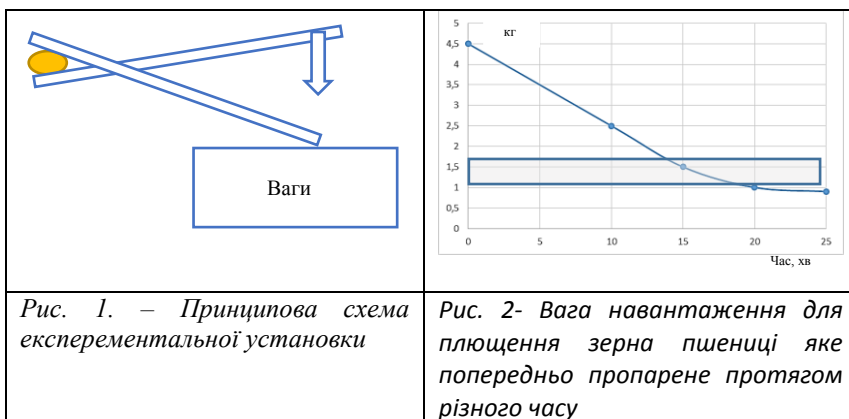 Ваги
5
4,5
4
3,5
3
2,5
2
1,5
1
0,5
0
кг
0 5 10 15 20 25
Час, хв
Рис. 1. – Принципова схема
експерементальної установки
Рис. 2- Вага навантаження для
плющення зерна пшениці яке
попередньо пропарене протягом
різного часу